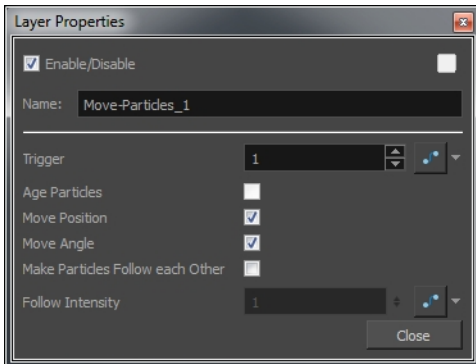 Layer Properties
Enable/Disable
Name: Move-Particles_1
Trigger 1
Age Particles
Move Position
Move Angle
Make Particles Follow each Other
Follow Intensity 1
Close